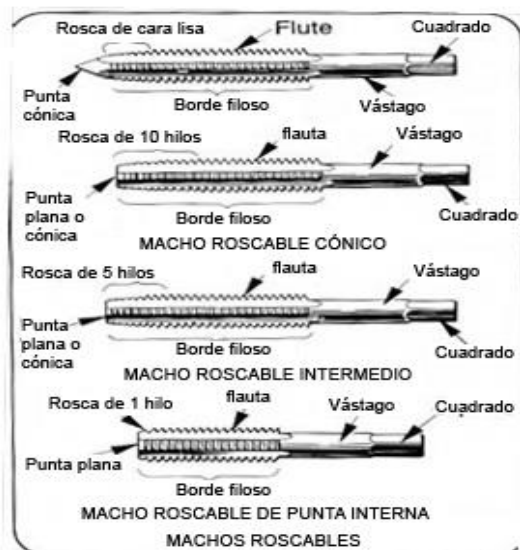 Rosca de cara lisa
Flute
Cuadrado
Punta
cónica
Borde filoso
Vástago
Rosca de 10 hilos
flauta
Vástago
Punta
plana o
cónica
Borde filoso
Cuadrado
MACHO ROSCABLE CÓNICO
Rosca de 5 hilos
flauta
Vástago
Punta
plana o
cónica
Borde filoso
Cuadrado
MACHO ROSCABLE INTERMEDIO
Rosca de 1 hilo
flauta
Vástago
Cuadrado
Punta plana
Borde filoso
MACHO ROSCABLE DE PUNTA INTERNA
MACHOS ROSCABLES